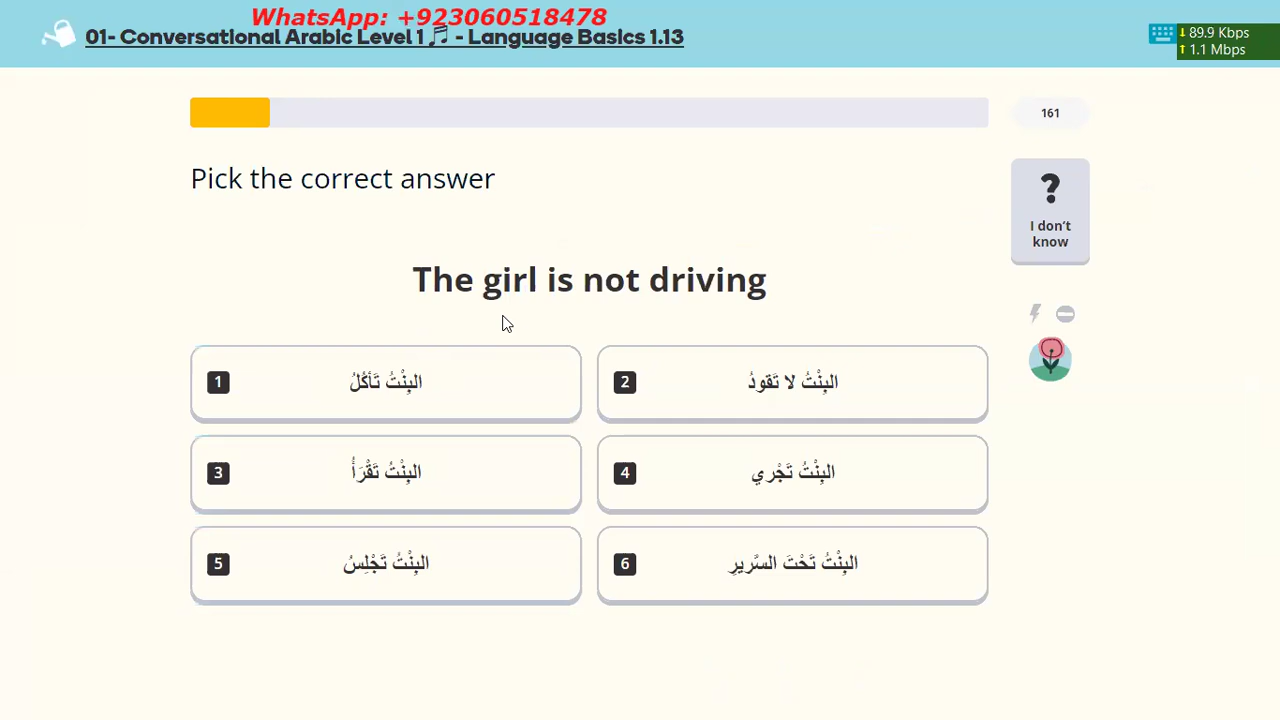 WhatsApp: +923060518478
01- Conversational Arabic Level 1 🎵 - Language Basics 1.13
89.9 Kbps
1.1 Mbps
161
Pick the correct answer
?
I don't
know
The girl is not driving
1 البِنْتُ تَأكُلُ
2 البِنْتُ لا تَقودُ
3 البِنْتُ تَقْرَأُ
4 البِنْتُ تَجْري
5 البِنْتُ تَجْلِسُ
6 البِنْتُ تَحْتَ السَّريرِ